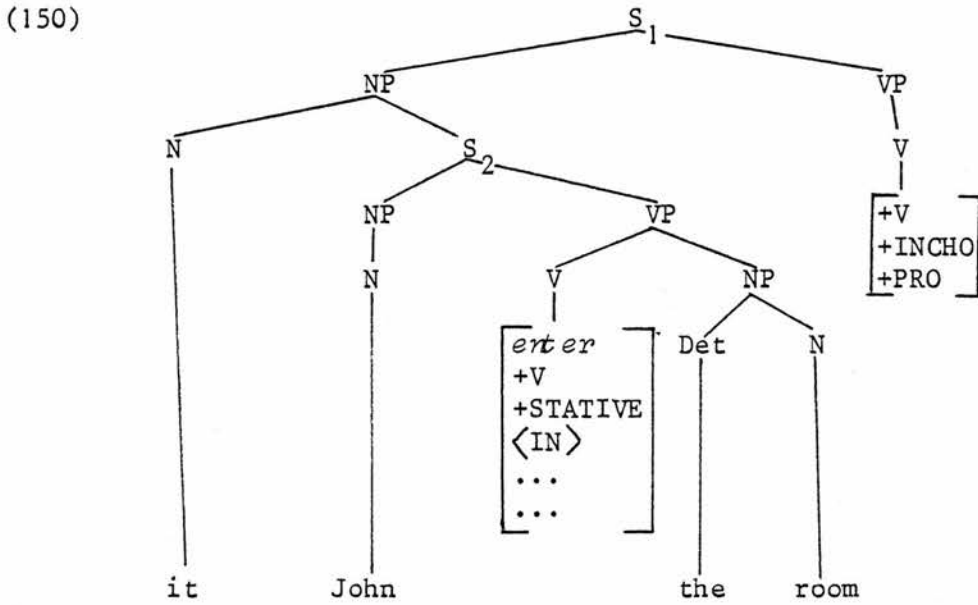 (150)
S1
NP VP
N S2 V
NP VP
+V
+INCHO
+PRO
N V NP
enter
+V
+STATIVE
<IN>
...
...
Det N
it John the room